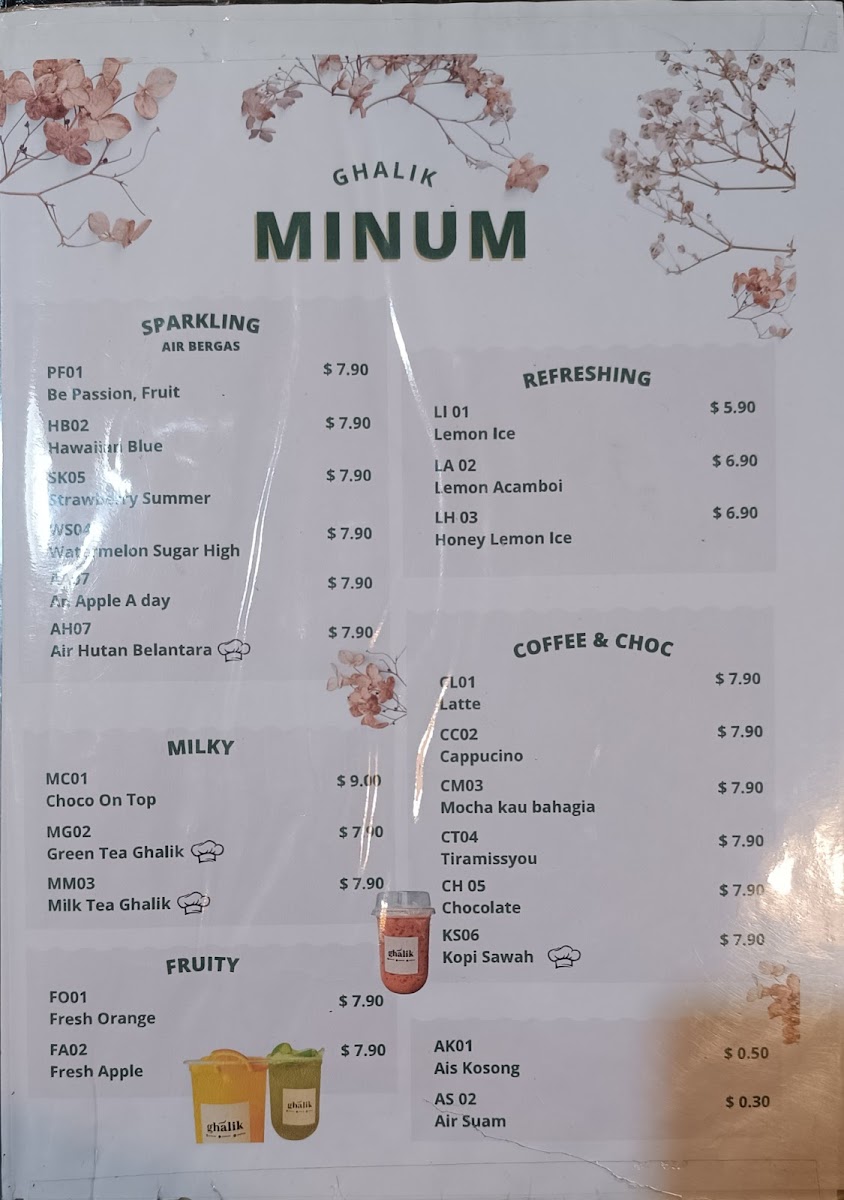 GHALIK
MINUM
SPARKLING
AIR BERGAS
PF01 $ 7.90
Be Passion, Fruit
HB02 $ 7.90
Hawaiian Blue
SK05 $ 7.90
Strawberry Summer
WS04 $ 7.90
Watermelon Sugar High
$ 7.90
An Apple A day
AH07 $ 7.90
Air Hutan Belantara
MILKY
MC01 $ 9.00
Choco On Top
MG02 $ 7.90
Green Tea Ghalik
MM03 $ 7.90
Milk Tea Ghalik
FRUITY
FO01 $ 7.90
Fresh Orange
FA02 $ 7.90
Fresh Apple
ghalik
ghalik
REFRESHING
LI 01 $ 5.90
Lemon Ice
LA 02 $ 6.90
Lemon Acamboi
LH 03 $ 6.90
Honey Lemon Ice
COFFEE & CHOC
CL01 $ 7.90
Latte
CC02 $ 7.90
Cappucino
CM03 $ 7.90
Mocha kau bahagia
CT04 $ 7.90
Tiramissyou
CH 05 $ 7.90
Chocolate
KS06 $ 7.90
Kopi Sawah
ghalik
AK01 $ 0.50
Ais Kosong
AS 02 $ 0.30
Air Suam